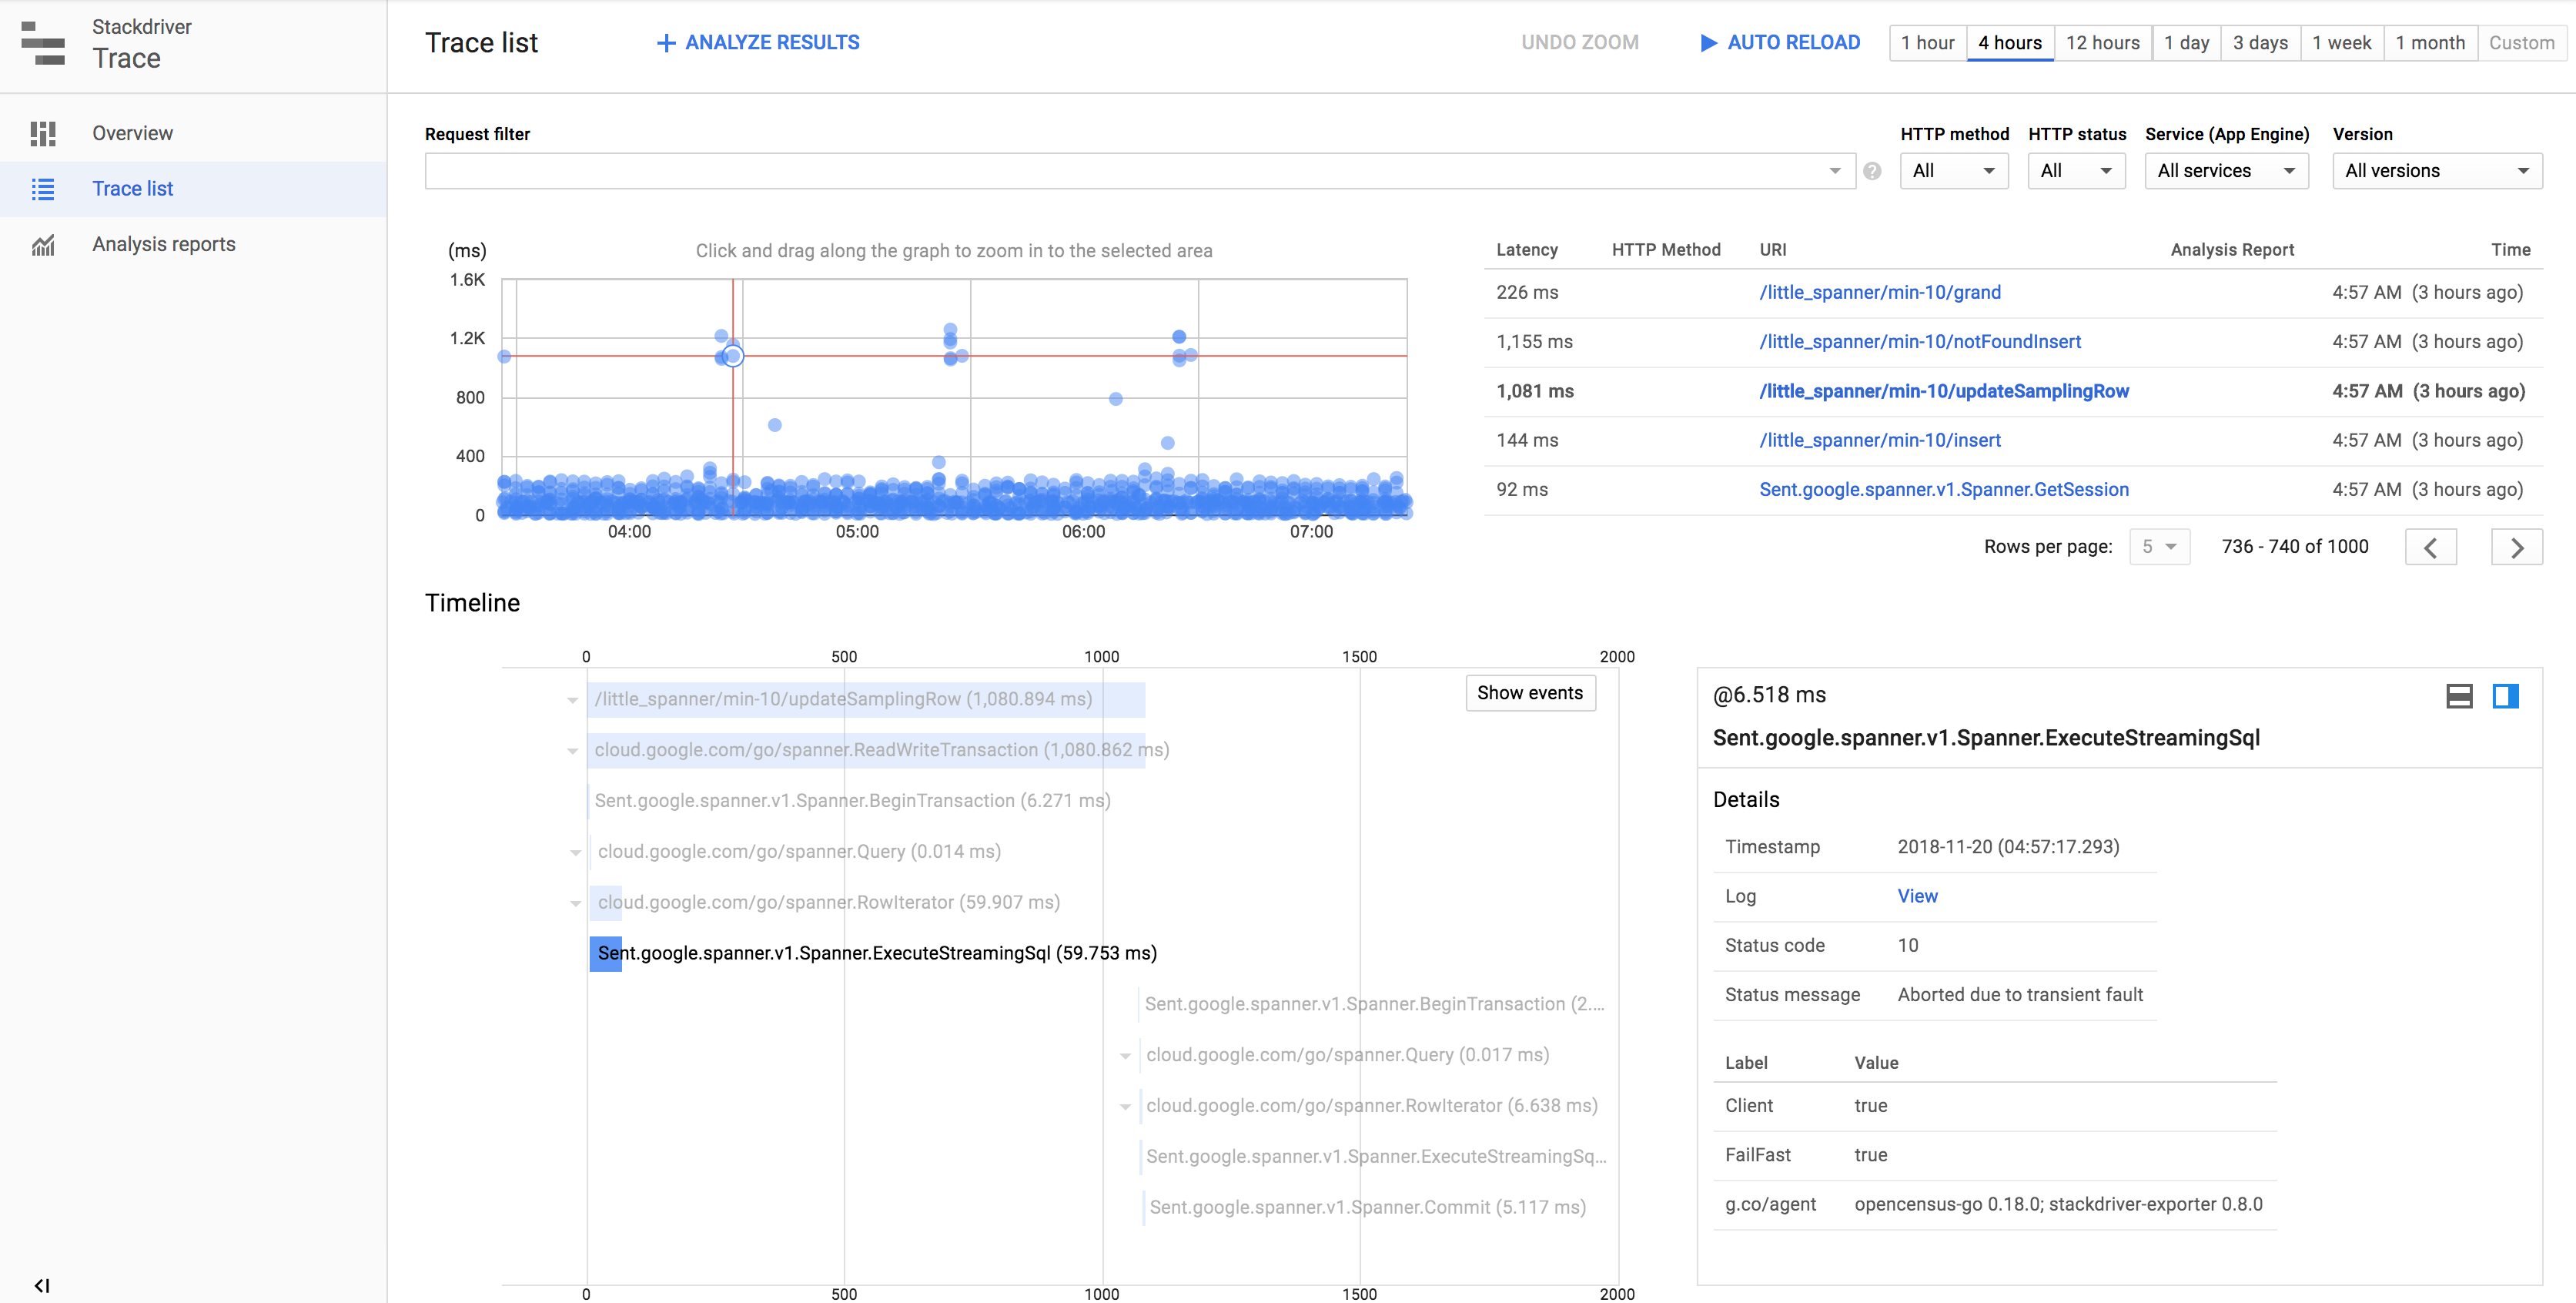 Stackdriver
Trace
Overview
Trace list
Analysis reports
Trace list
ANALYZE RESULTS
UNDO ZOOM
AUTO RELOAD
1 hour
4 hours
12 hours
1 day
3 days
1 week
1 month
Custom
Request filter
HTTP method
HTTP status
Service (App Engine)
Version
All
All
All services
All versions
(ms)
Click and drag along the graph to zoom in to the selected area
1.6K
1.2K
800
400
0
04:00 05:00 06:00 07:00
Latency HTTP Method URI Analysis Report Time
226 ms /little_spanner/min-10/grand 4:57 AM (3 hours ago)
1,155 ms /little_spanner/min-10/notFoundInsert 4:57 AM (3 hours ago)
1,081 ms /little_spanner/min-10/updateSamplingRow 4:57 AM (3 hours ago)
144 ms /little_spanner/min-10/insert 4:57 AM (3 hours ago)
92 ms Sent.google.spanner.v1.Spanner.GetSession 4:57 AM (3 hours ago)
Rows per page: 5 736 - 740 of 1000
Timeline
0 500 1000 1500 2000
/little_spanner/min-10/updateSamplingRow (1,080.894 ms)
Show events
cloud.google.com/go/spanner.ReadWriteTransaction (1,080.862 ms)
Sent.google.spanner.v1.Spanner.BeginTransaction (6.271 ms)
cloud.google.com/go/spanner.Query (0.014 ms)
cloud.google.com/go/spanner.RowIterator (59.907 ms)
Sent.google.spanner.v1.Spanner.ExecuteStreamingSql (59.753 ms)
Sent.google.spanner.v1.Spanner.BeginTransaction (2....
cloud.google.com/go/spanner.Query (0.017 ms)
cloud.google.com/go/spanner.RowIterator (6.638 ms)
Sent.google.spanner.v1.Spanner.ExecuteStreamingSq...
Sent.google.spanner.v1.Spanner.Commit (5.117 ms)
0 500 1000 1500 2000
@6.518 ms
Sent.google.spanner.v1.Spanner.ExecuteStreamingSql
Details
Timestamp 2018-11-20 (04:57:17.293)
Log View
Status code 10
Status message Aborted due to transient fault
Label Value
Client true
FailFast true
g.co/agent opencensus-go 0.18.0; stackdriver-exporter 0.8.0